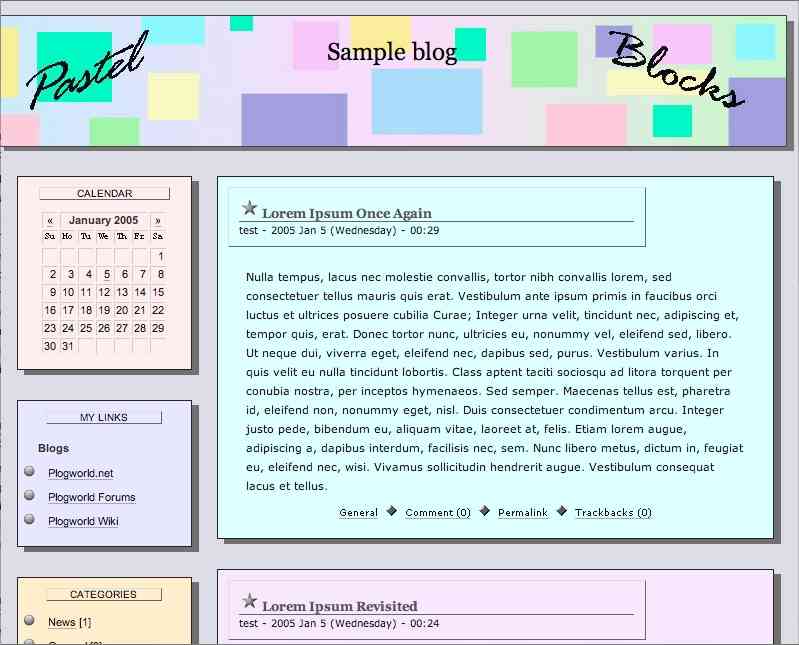 Pastel
Sample blog
Blocks
CALENDAR
« January 2005 »
Su Mo Tu We Th Fr Sa
1
2 3 4 5 6 7 8
9 10 11 12 13 14 15
16 17 18 19 20 21 22
23 24 25 26 27 28 29
30 31
MY LINKS
Blogs
Plogworld.net
Plogworld Forums
Plogworld Wiki
CATEGORIES
News [1]
Lorem Ipsum Once Again
test - 2005 Jan 5 (Wednesday) - 00:29
Nulla tempus, lacus nec molestie convallis, tortor nibh convallis lorem, sed
consectetuer tellus mauris quis erat. Vestibulum ante ipsum primis in faucibus orci
luctus et ultrices posuere cubilia Curae; Integer urna velit, tincidunt nec, adipiscing et,
tempor quis, erat. Donec tortor nunc, ultricies eu, nonummy vel, eleifend sed, libero.
Ut neque dui, viverra eget, eleifend nec, dapibus sed, purus. Vestibulum varius. In
quis velit eu nulla tincidunt lobortis. Class aptent taciti sociosqu ad litora torquent per
conubia nostra, per inceptos hymenaeos. Sed semper. Maecenas tellus est, pharetra
id, eleifend non, nonummy eget, nisl. Duis consectetuer condimentum arcu. Integer
justo pede, bibendum eu, aliquam vitae, laoreet at, felis. Etiam lorem augue,
adipiscing a, dapibus interdum, facilisis nec, sem. Nunc libero metus, dictum in, feugiat
eu, eleifend nec, wisi. Vivamus sollicitudin hendrerit augue. Vestibulum consequat
lacus et tellus.
General Comment (0) Permalink Trackbacks (0)
Lorem Ipsum Revisited
test - 2005 Jan 5 (Wednesday) - 00:24